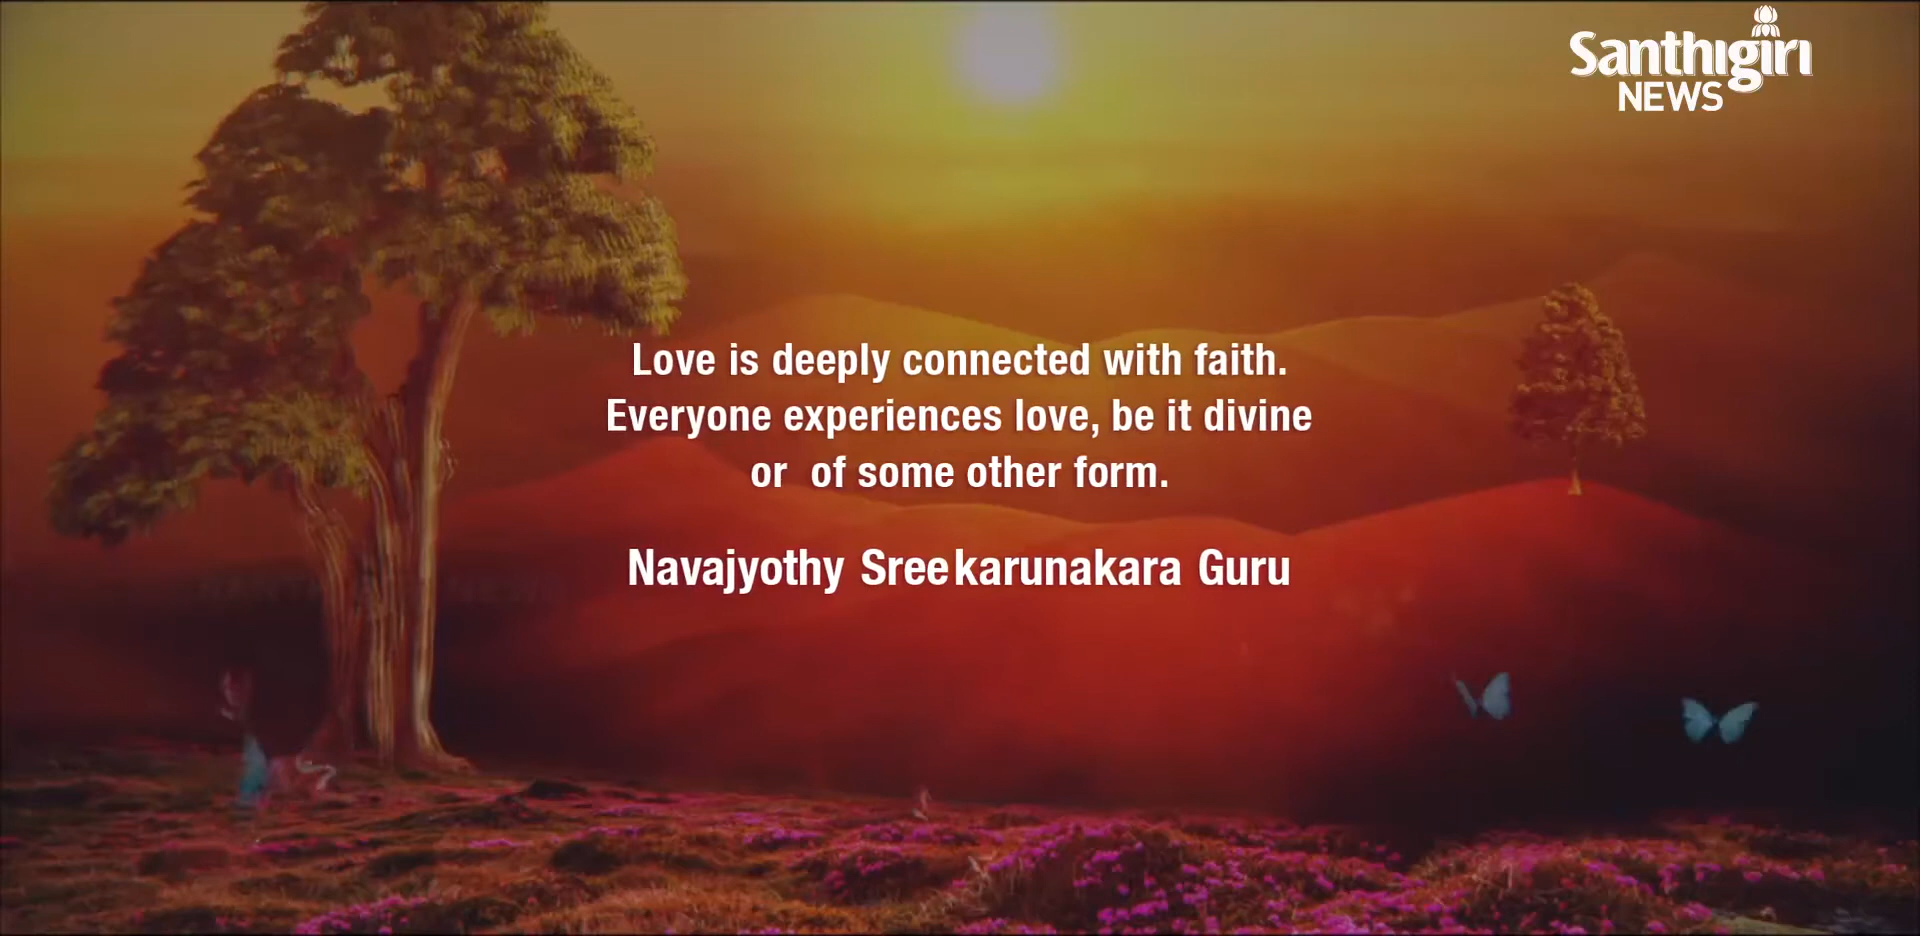 Santhigiri
NEWS
Love is deeply connected with faith.
Everyone experiences love, be it divine
or  of some other form.
Navajyothy Sreekarunakara Guru